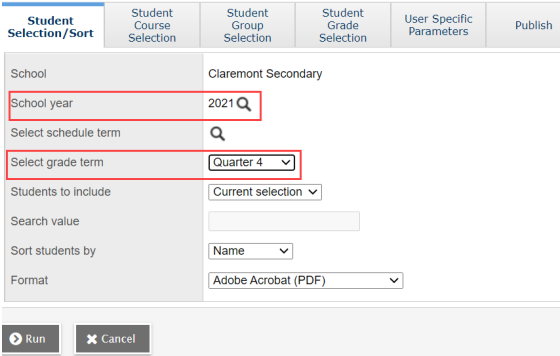 Student
Selection/Sort
Student
Course
Selection
Student
Group
Selection
Student
Grade
Selection
User Specific
Parameters
Publish
School Claremont Secondary
School year 2021
Select schedule term
Select grade term Quarter 4
Students to include Current selection
Search value
Sort students by Name
Format Adobe Acrobat (PDF)
Run Cancel